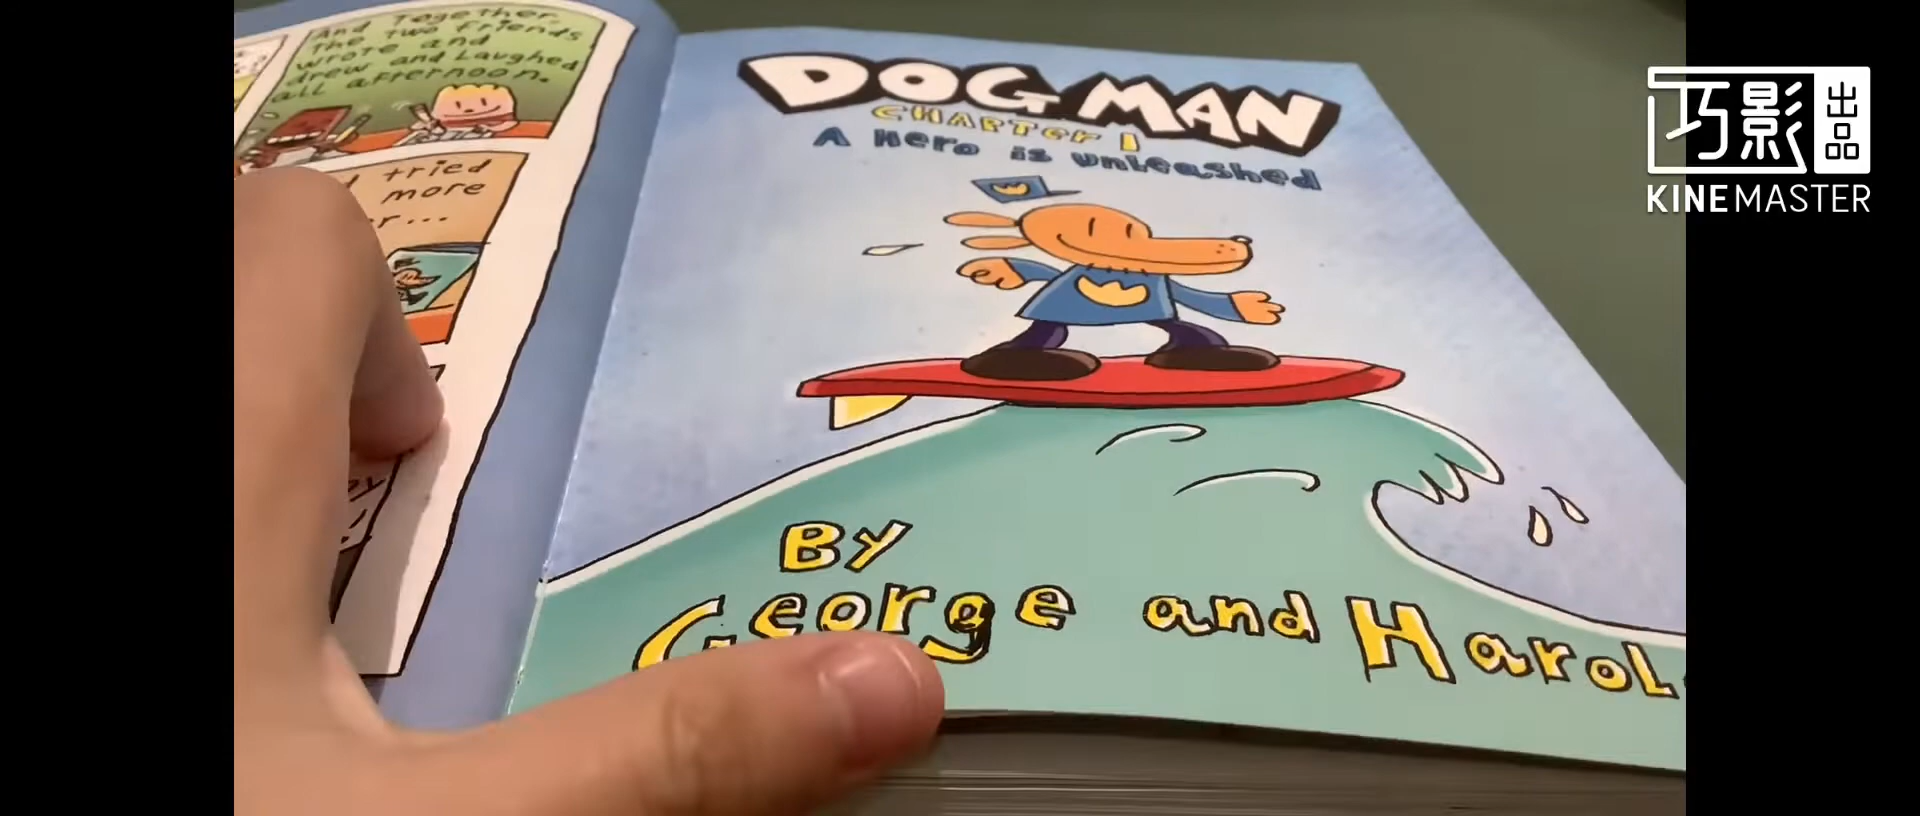 And Together,
the two friends
wrote and
drew and Laughed
all afternoon.
tried
more
DOG MAN
CHAPTER 1
A Hero is unleashed
By
George and Harol
巧影出品
KINEMASTER